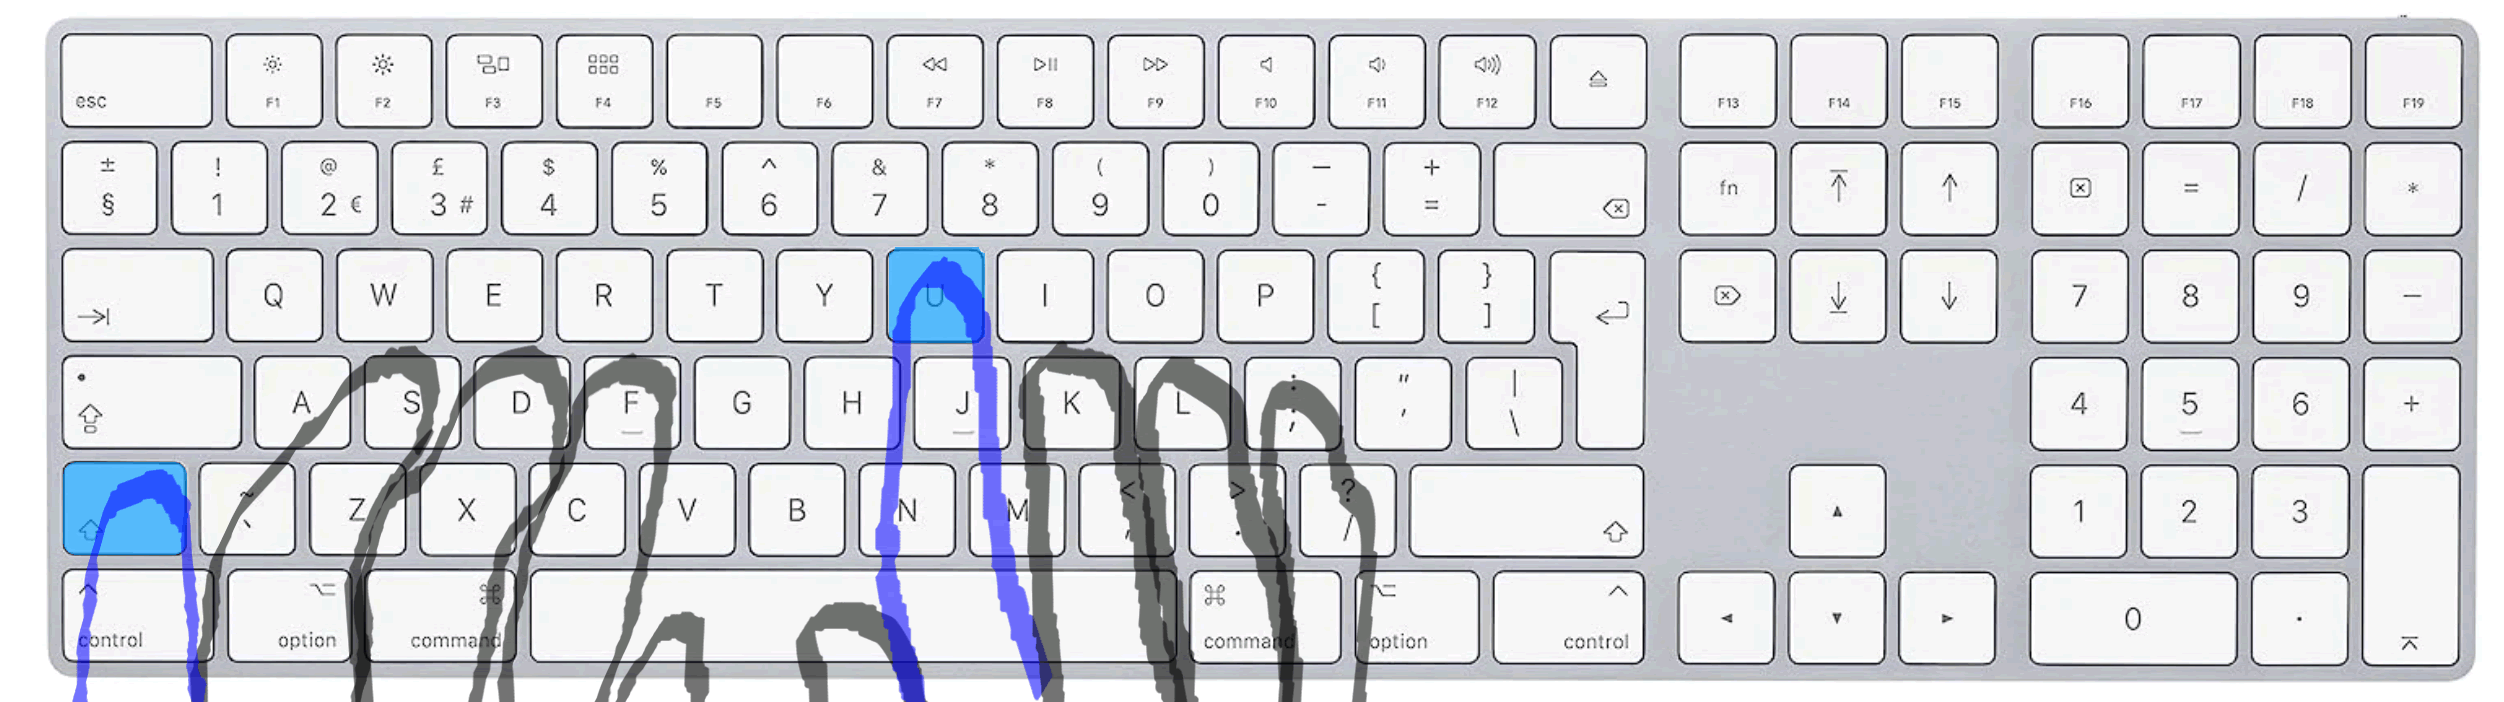 esc F1 F2 F3 F4 F5 F6 F7 F8 F9 F10 F11 F12 F13 F14 F15 F16 F17 F18 F19
± ! @ £ $ % ^ & * ( ) — +
§ 1 2 € 3 # 4 5 6 7 8 9 0 - = fn = / *
Q W E R T Y U I O P { [ } ] 7 8 9 −
A S D F G H J K L : ; " ' | \ 4 5 6 +
~ ` Z X C V B N M < , > . ? / 1 2 3
^ ⌥ ⌘ ⌘ ⌥ ^
control option command command option control 0 .